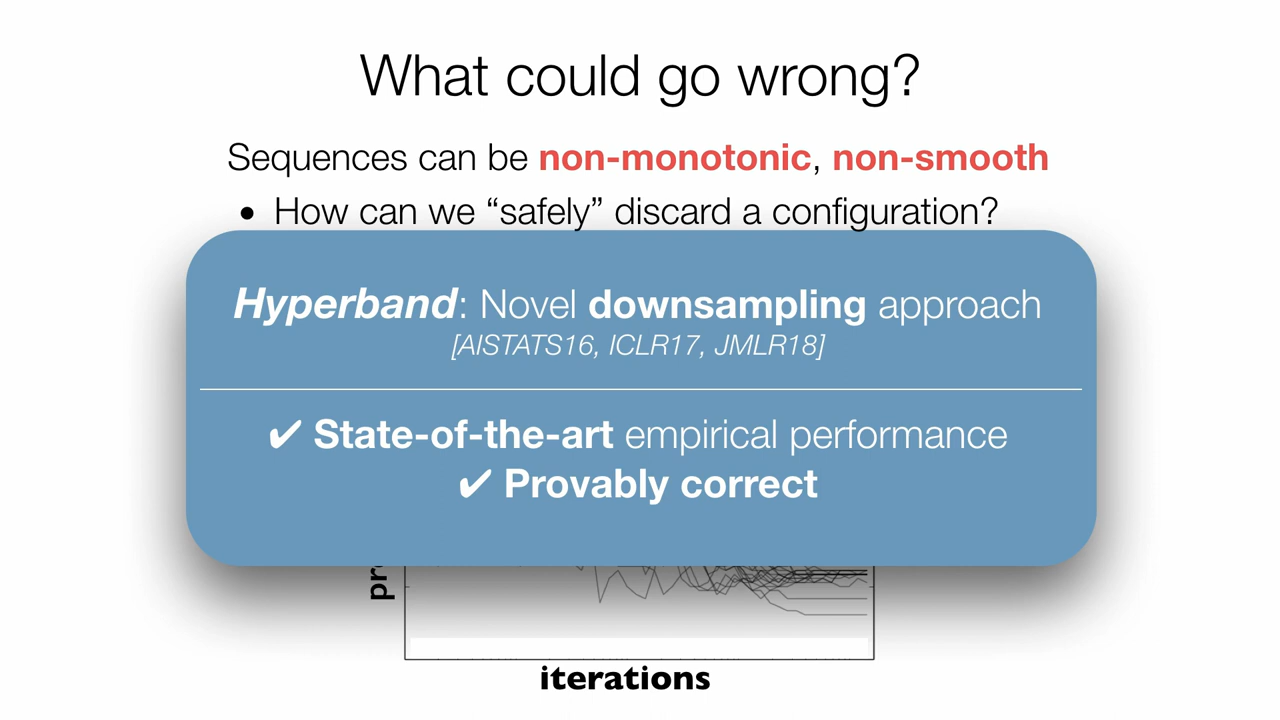 What could go wrong?
Sequences can be non-monotonic, non-smooth
• How can we “safely” discard a configuration?
Hyperband: Novel downsampling approach
[AISTATS16, ICLR17, JMLR18]
✔ State-of-the-art empirical performance
✔ Provably correct
iterations